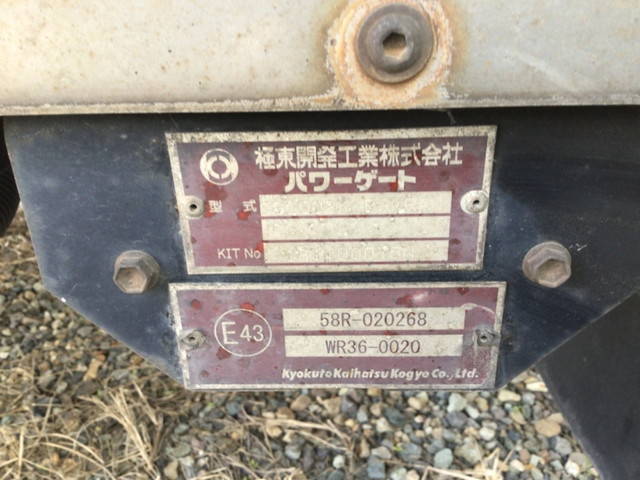 極東開発工業株式会社
パワーゲート
型式
KIT No
E43
58R-020268
WR36-0020
Kyokuto Kaihatsu Kogyo Co., Ltd.